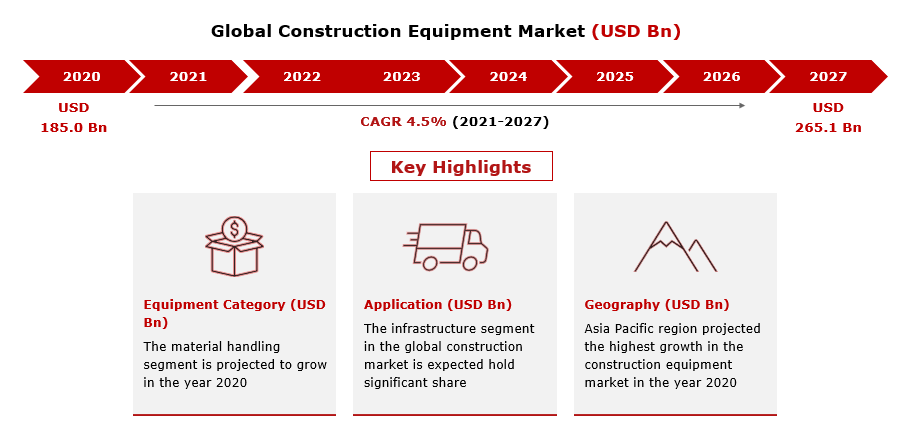 Global Construction Equipment Market (USD Bn)
2020 2021 2022 2023 2024 2025 2026 2027
USD
185.0 Bn
USD
265.1 Bn
CAGR 4.5% (2021-2027)
Key Highlights
$
Equipment Category (USD
Bn)
The material handling
segment is projected to grow
in the year 2020
Application (USD Bn)
The infrastructure segment
in the global construction
market is expected hold
significant share
Geography (USD Bn)
Asia Pacific region projected
the highest growth in the
construction equipment
market in the year 2020